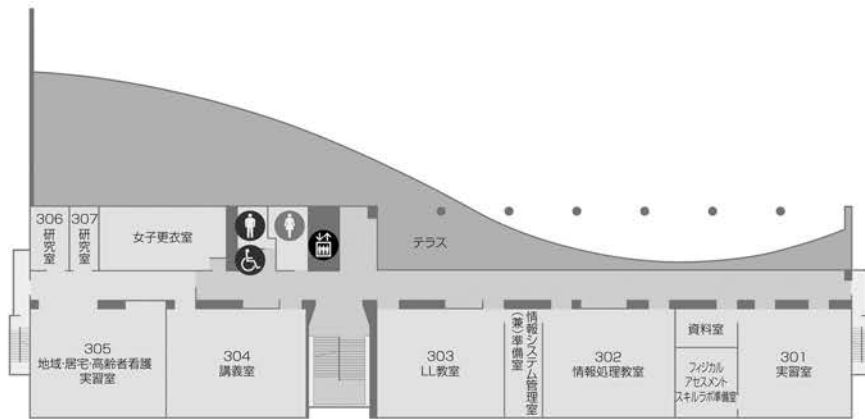 306
研究室
307
研究室
女子更衣室
テラス
305
地域・居宅・高齢者看護
実習室
304
講義室
303
LL教室
情報システム管理室
(兼)準備室
302
情報処理教室
資料室
フィジカル
アセスメント
スキルラボ準備室
301
実習室